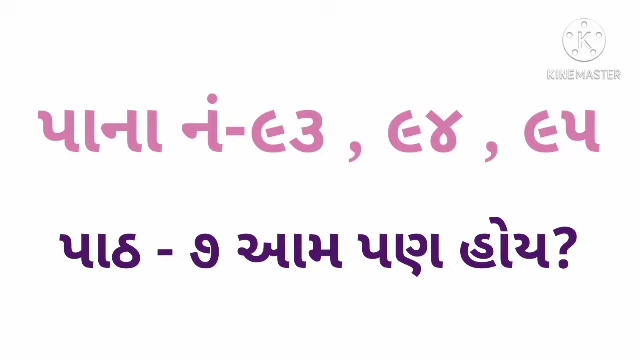 KINEMASTER
પાના નં-૯૩ , ૯૪ , ૯૫
પાઠ - ૭ આમ પણ હોય?